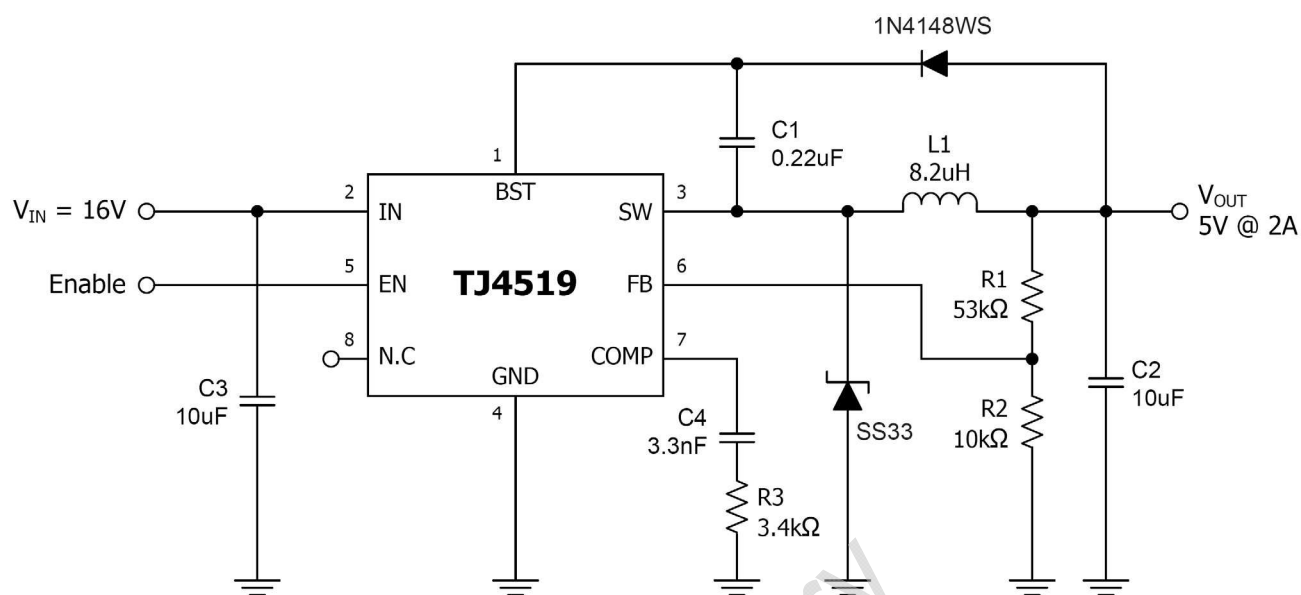 1N4148WS
C1
0.22uF
L1
8.2uH
1
BST
2
3
VIN = 16V
IN
SW
VOUT
5V @ 2A
5
6
Enable
EN
TJ4519
FB
R1
53kΩ
8
7
N.C
COMP
GND
C3
10uF
4
C4
3.3nF
SS33
R2
10kΩ
C2
10uF
R3
3.4kΩ